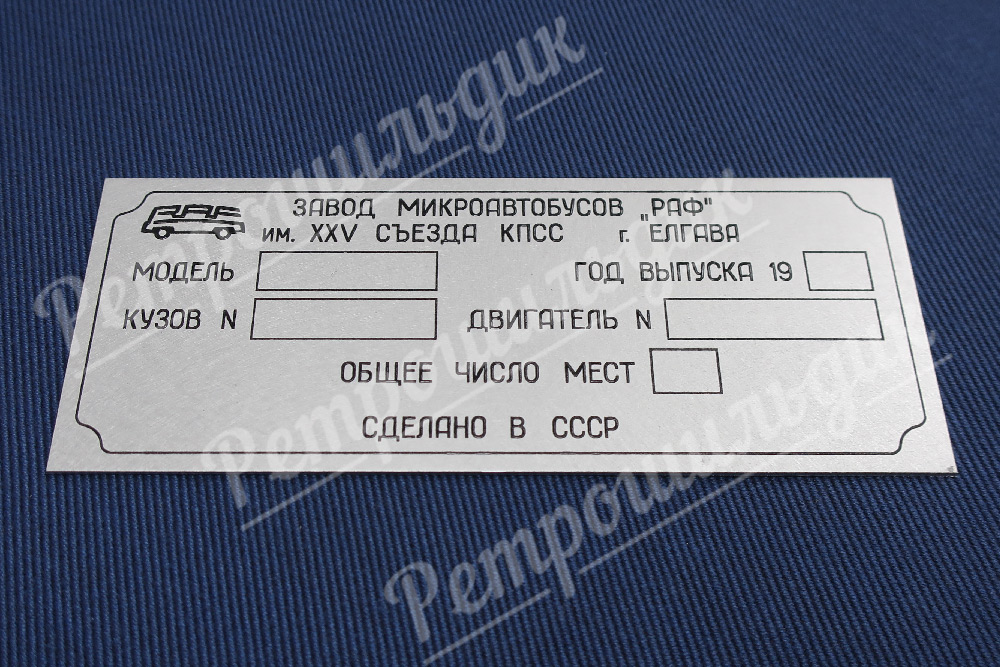 ЗАВОД МИКРОАВТОБУСОВ „РАФ"
РАФ им. XXV СЪЕЗДА КПСС г. ЕЛГАВА
МОДЕЛЬ ГОД ВЫПУСКА 19
КУЗОВ N ДВИГАТЕЛЬ N
ОБЩЕЕ ЧИСЛО МЕСТ
СДЕЛАНО В СССР
Ретрошильдик
Ретрошильдик
Ретрошильдик
Ретрошильдик